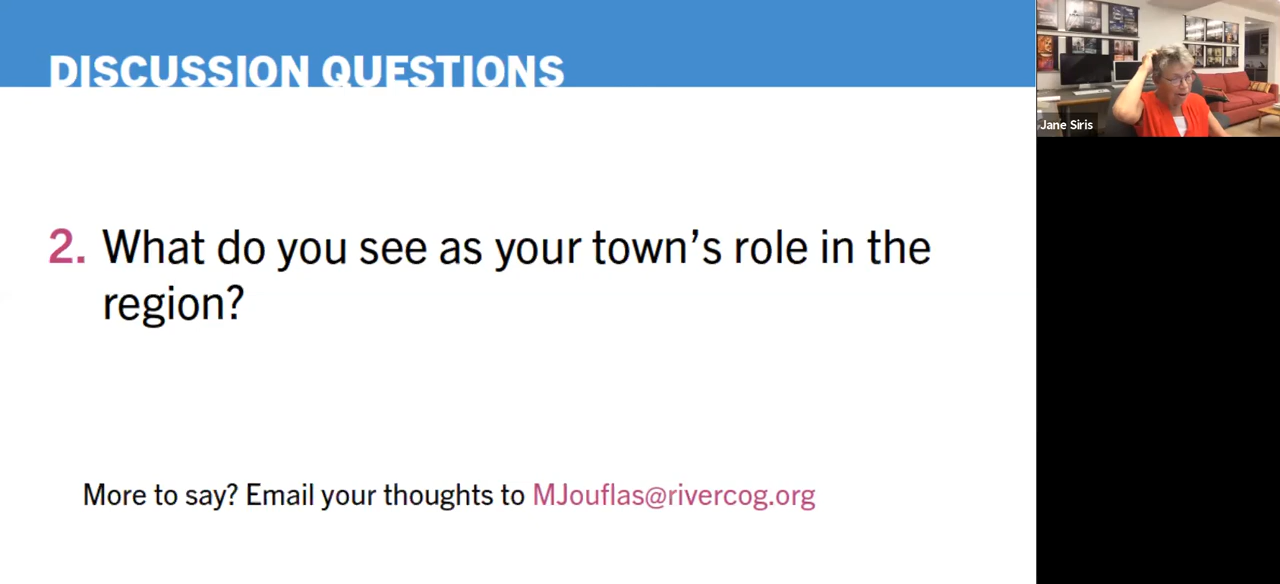 DISCUSSION QUESTIONS
2. What do you see as your town's role in the
region?
More to say? Email your thoughts to MJouflas@rivercog.org
Jane Siris